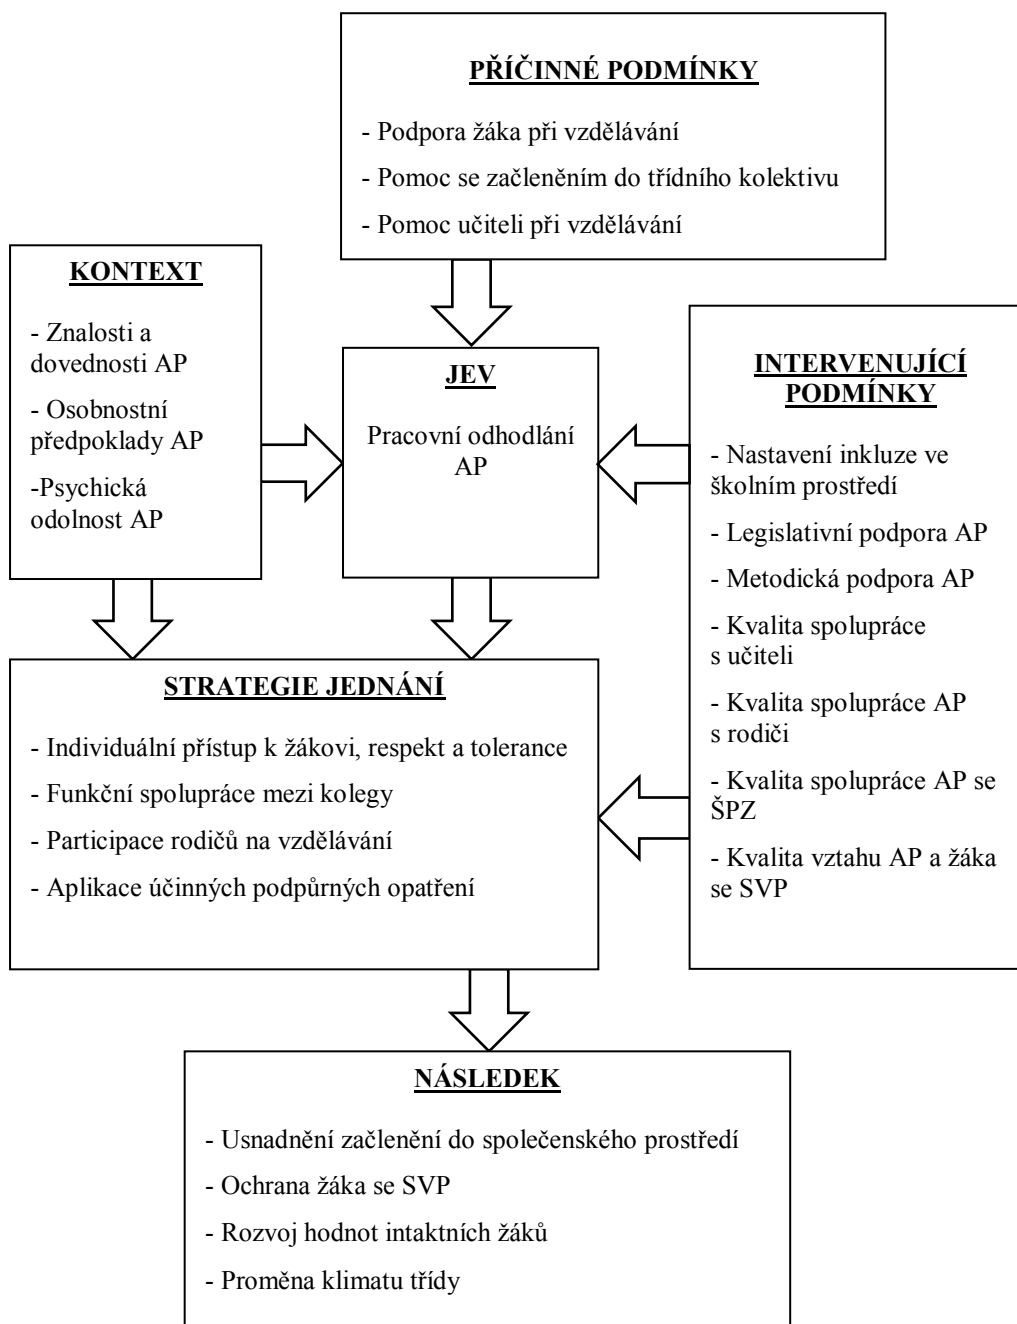 PŘÍČINNÉ PODMÍNKY
- Podpora žáka při vzdělávání
- Pomoc se začleněním do třídního kolektivu
- Pomoc učiteli při vzdělávání
KONTEXT
- Znalosti a
dovednosti AP
- Osobnostní
předpoklady AP
-Psychická
odolnost AP
JEV
Pracovní odhodlání
AP
INTERVENUJÍCÍ
PODMÍNKY
- Nastavení inkluze ve
školním prostředí
- Legislativní podpora AP
- Metodická podpora AP
- Kvalita spolupráce
s učiteli
- Kvalita spolupráce AP
s rodiči
- Kvalita spolupráce AP se
ŠPZ
- Kvalita vztahu AP a žáka
se SVP
STRATEGIE JEDNÁNÍ
- Individuální přístup k žákovi, respekt a tolerance
- Funkční spolupráce mezi kolegy
- Participace rodičů na vzdělávání
- Aplikace účinných podpůrných opatření
NÁSLEDEK
- Usnadnění začlenění do společenského prostředí
- Ochrana žáka se SVP
- Rozvoj hodnot intaktních žáků
- Proměna klimatu třídy